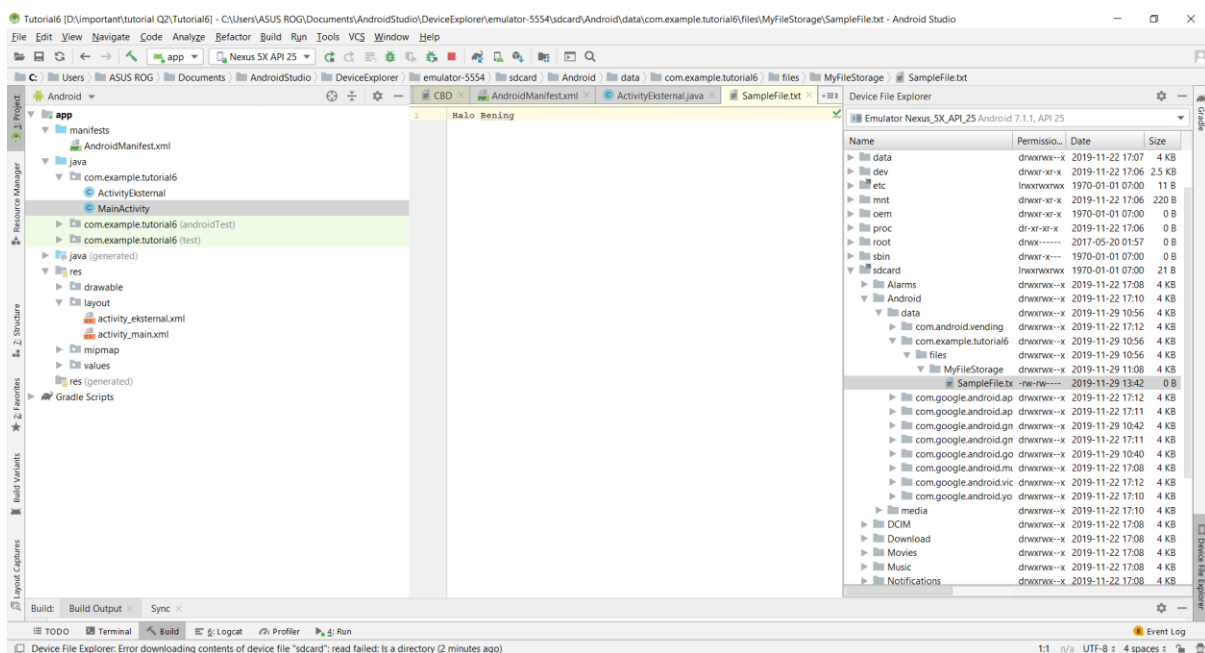 Tutorial6 [D:\important\tutorial Q2\Tutorial6] - C:\Users\ASUS ROG\Documents\AndroidStudio\DeviceExplorer\emulator-5554\sdcard\Android\data\com.example.tutorial6\files\MyFileStorage\SampleFile.txt - Android Studio
File Edit View Navigate Code Analyze Refactor Build Run Tools VCS Window Help
app Nexus 5X API 25
C: Users ASUS ROG Documents AndroidStudio DeviceExplorer emulator-5554 sdcard Android data com.example.tutorial6 files MyFileStorage SampleFile.txt
Android CBD AndroidManifest.xml ActivityEksternal.java SampleFile.txt Device File Explorer
1: Project
Resource Manager
Z: Structure
2: Favorites
Build Variants
Layout Captures
app
manifests
AndroidManifest.xml
java
com.example.tutorial6
ActivityEksternal
MainActivity
com.example.tutorial6 (androidTest)
com.example.tutorial6 (test)
java (generated)
res
drawable
layout
activity_eksternal.xml
activity_main.xml
mipmap
values
res (generated)
Gradle Scripts
1 Halo Bening
Emulator Nexus_5X_API_25 Android 7.1.1, API 25
Name Permissio... Date Size
data drwxrwx--x 2019-11-22 17:07 4 KB
dev drwxr-xr-x 2019-11-22 17:06 2.5 KB
etc lrwxrwxrwx 1970-01-01 07:00 11 B
mnt drwxr-xr-x 2019-11-22 17:06 220 B
oem drwxr-xr-x 1970-01-01 07:00 0 B
proc dr-xr-xr-x 2019-11-22 17:06 0 B
root drwx------ 2017-05-20 01:57 0 B
sbin drwxr-x--- 1970-01-01 07:00 0 B
sdcard lrwxrwxrwx 1970-01-01 07:00 21 B
Alarms drwxrwx--x 2019-11-22 17:08 4 KB
Android drwxrwx--x 2019-11-22 17:10 4 KB
data drwxrwx--x 2019-11-29 10:56 4 KB
com.android.vending drwxrwx--x 2019-11-22 17:12 4 KB
com.example.tutorial6 drwxrwx--x 2019-11-29 10:56 4 KB
files drwxrwx--x 2019-11-29 10:56 4 KB
MyFileStorage drwxrwx--x 2019-11-29 11:08 4 KB
SampleFile.tx -rw-rw---- 2019-11-29 13:42 0 B
com.google.android.ap drwxrwx--x 2019-11-22 17:12 4 KB
com.google.android.ap drwxrwx--x 2019-11-22 17:11 4 KB
com.google.android.gn drwxrwx--x 2019-11-29 10:42 4 KB
com.google.android.gn drwxrwx--x 2019-11-22 17:11 4 KB
com.google.android.go drwxrwx--x 2019-11-29 10:40 4 KB
com.google.android.mu drwxrwx--x 2019-11-22 17:08 4 KB
com.google.android.vic drwxrwx--x 2019-11-22 17:12 4 KB
com.google.android.yo drwxrwx--x 2019-11-22 17:10 4 KB
media drwxrwx--x 2019-11-22 17:10 4 KB
DCIM drwxrwx--x 2019-11-22 17:08 4 KB
Download drwxrwx--x 2019-11-22 17:08 4 KB
Movies drwxrwx--x 2019-11-22 17:08 4 KB
Music drwxrwx--x 2019-11-22 17:08 4 KB
Notifications drwxrwx--x 2019-11-22 17:08 4 KB
Gradle
Device File Explorer
Build: Build Output Sync
TODO Terminal Build 6: Logcat Profiler 4: Run 8 Event Log
Device File Explorer: Error downloading contents of device file "sdcard": read failed: Is a directory (2 minutes ago) 1:1 n/a UTF-8 4 spaces